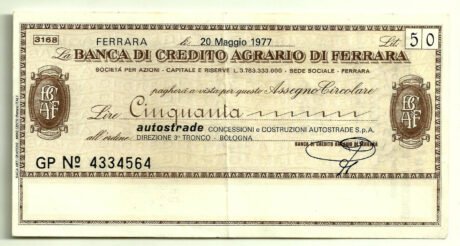 3168 FERRARA li 20 Maggio 1977 Lit. 50
La BANCA DI CREDITO AGRARIO DI FERRARA
SOCIETÀ PER AZIONI - CAPITALE E RISERVE L. 3.763.333.000 - SEDE SOCIALE - FERRARA
pagherà a vista per questo Assegno Circolare
Lire Cinquanta
all'ordine autostrade CONCESSIONI e COSTRUZIONI AUTOSTRADE S.p.A.
DIREZIONE 3° TRONCO - BOLOGNA
BANCA DI CREDITO AGRARIO DI FERRARA
GP Nº 4334564